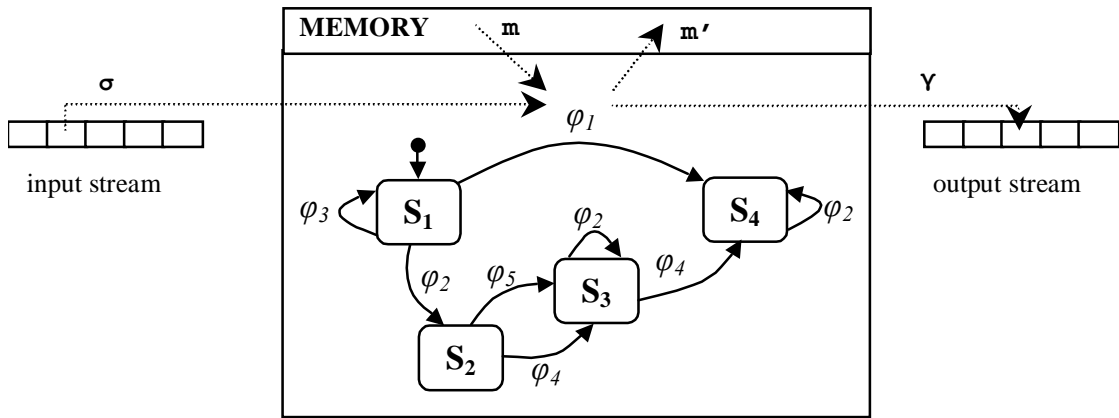 MEMORY m m'
σ γ
φ1
input stream output stream
φ3 S1 S4 φ2
φ2
φ2 φ5 φ4
S3
S2
φ4